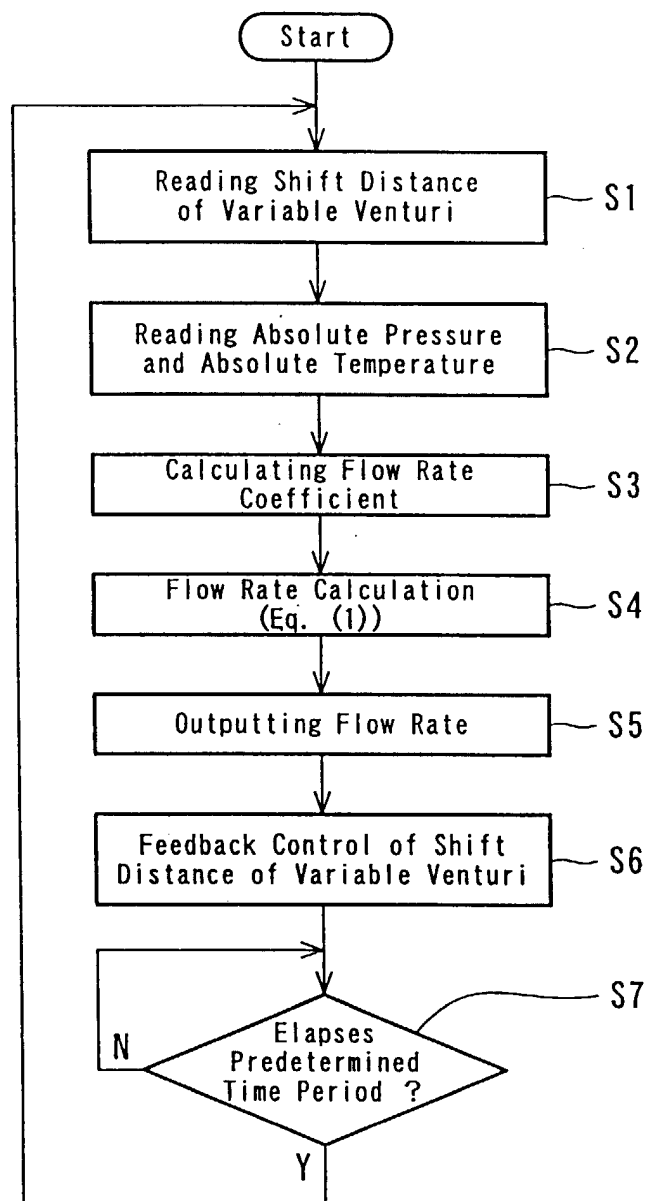 Start
Reading Shift Distance
of Variable Venturi
S1
Reading Absolute Pressure
and Absolute Temperature
S2
Calculating Flow Rate
Coefficient
S3
Flow Rate Calculation
(Eq. (1))
S4
Outputting Flow Rate
S5
Feedback Control of Shift
Distance of Variable Venturi
S6
S7
Elapses
Predetermined
Time Period ?
N
Y